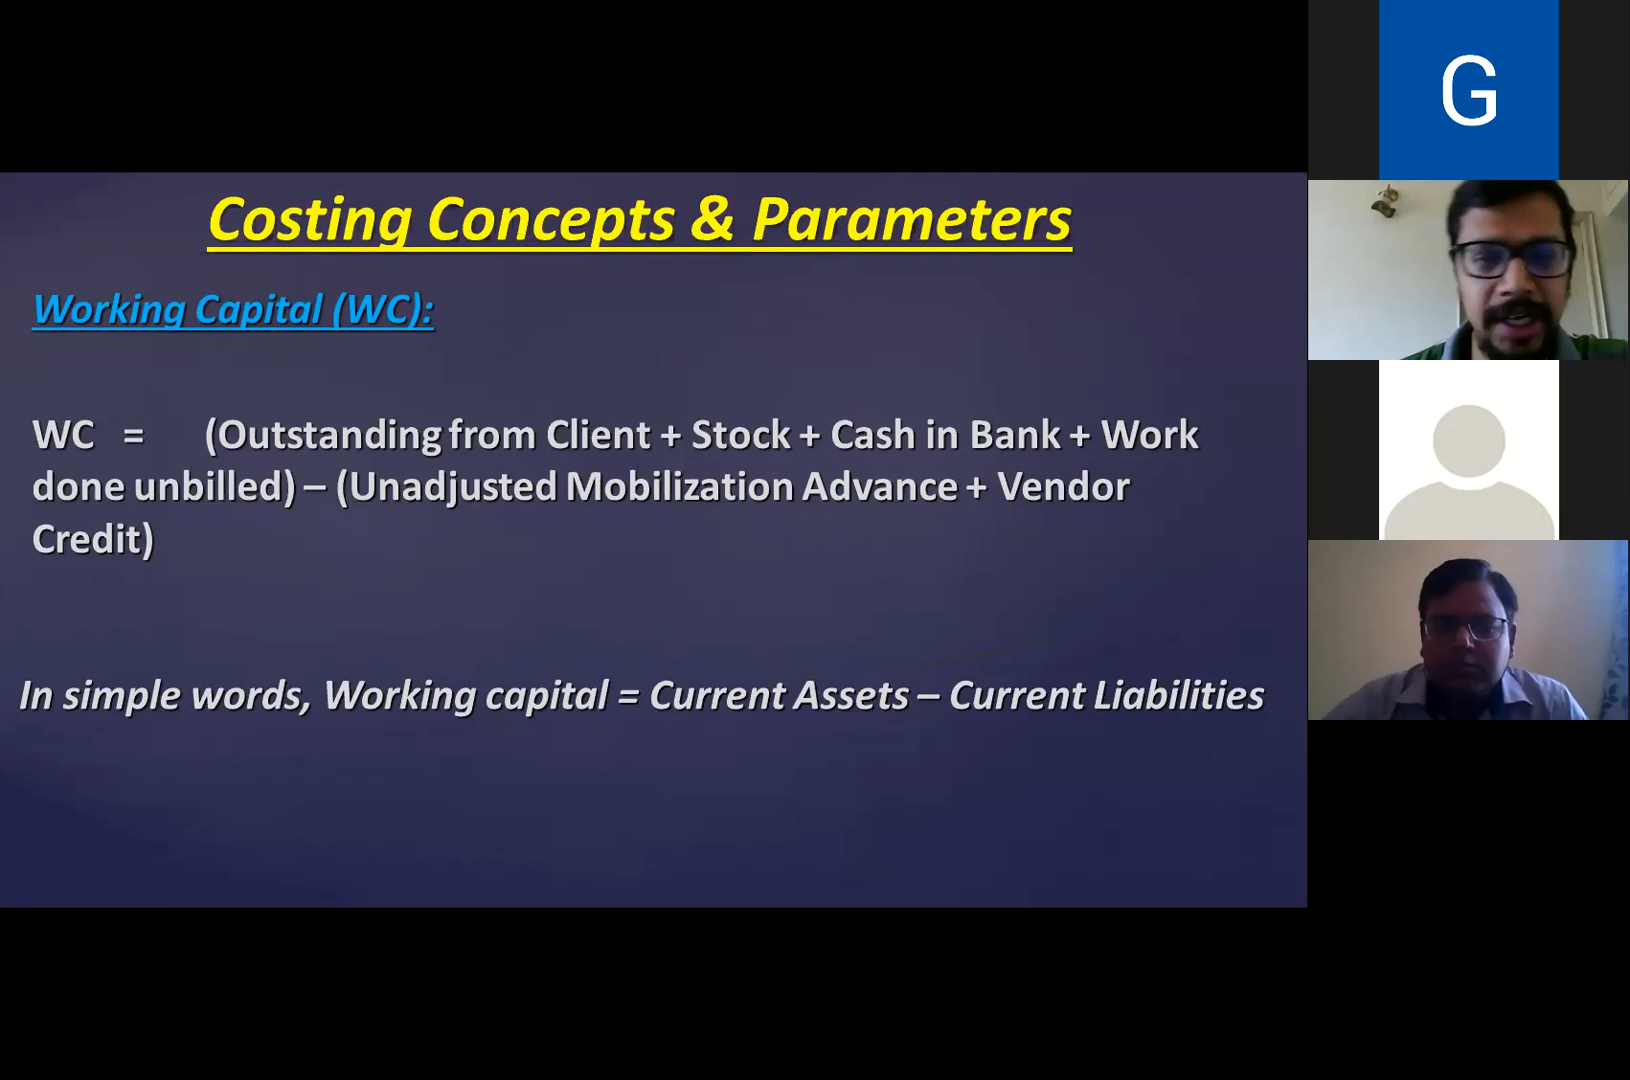 Costing Concepts & Parameters
Working Capital (WC):
WC = (Outstanding from Client + Stock + Cash in Bank + Work
done unbilled) – (Unadjusted Mobilization Advance + Vendor
Credit)
In simple words, Working capital = Current Assets – Current Liabilities
G